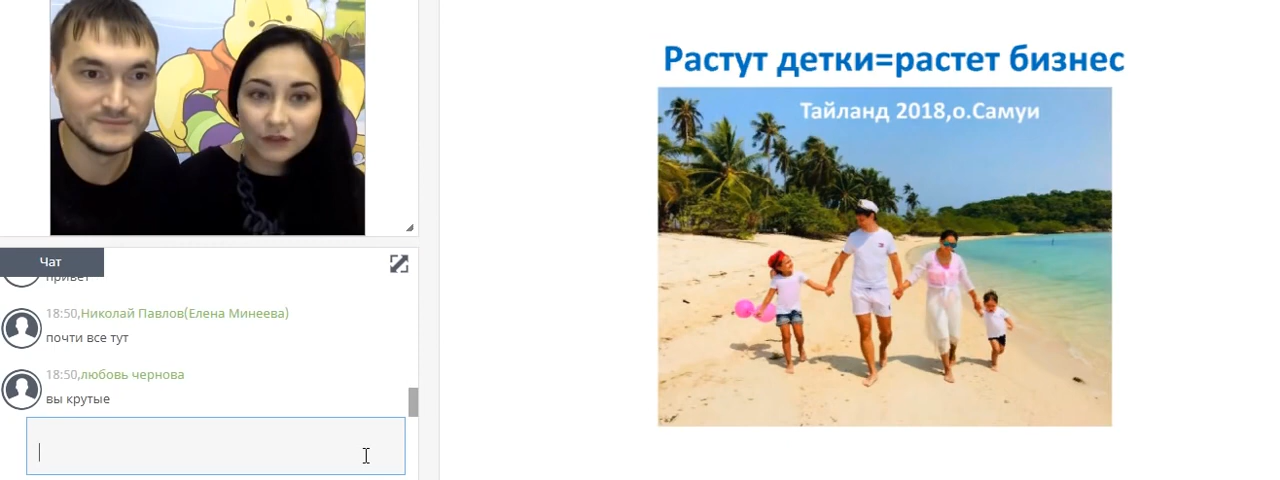 Чат
привет
18:50,Николай Павлов(Елена Минеева)
почти все тут
18:50,любовь чернова
вы крутые
Растут детки=растет бизнес
Тайланд 2018,о.Самуи